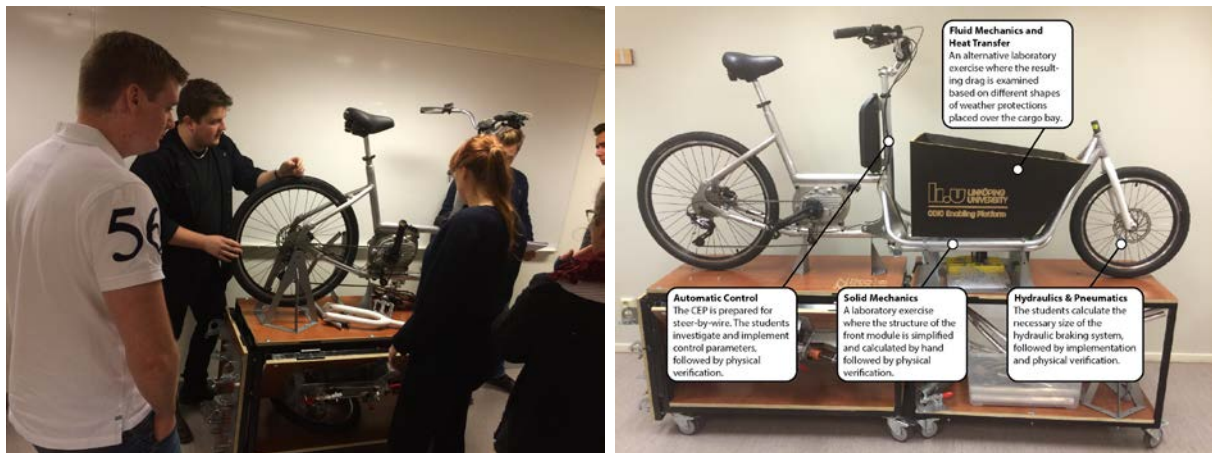 56
Fluid Mechanics and
Heat Transfer
An alternative laboratory
exercise where the result-
ing drag is examined
based on different shapes
of weather protections
placed over the cargo bay.
li.u LINKÖPING
UNIVERSITY
CDIO Enabling Platform
Automatic Control
The CEP is prepared for
steer-by-wire. The students
investigate and implement
control parameters,
followed by physical
verification.
Solid Mechanics
A laboratory exercise
where the structure of the
front module is simplified
and calculated by hand
followed by physical
verification.
Hydraulics & Pneumatics
The students calculate the
necessary size of the
hydraulic braking system,
followed by implementation
and physical verification.